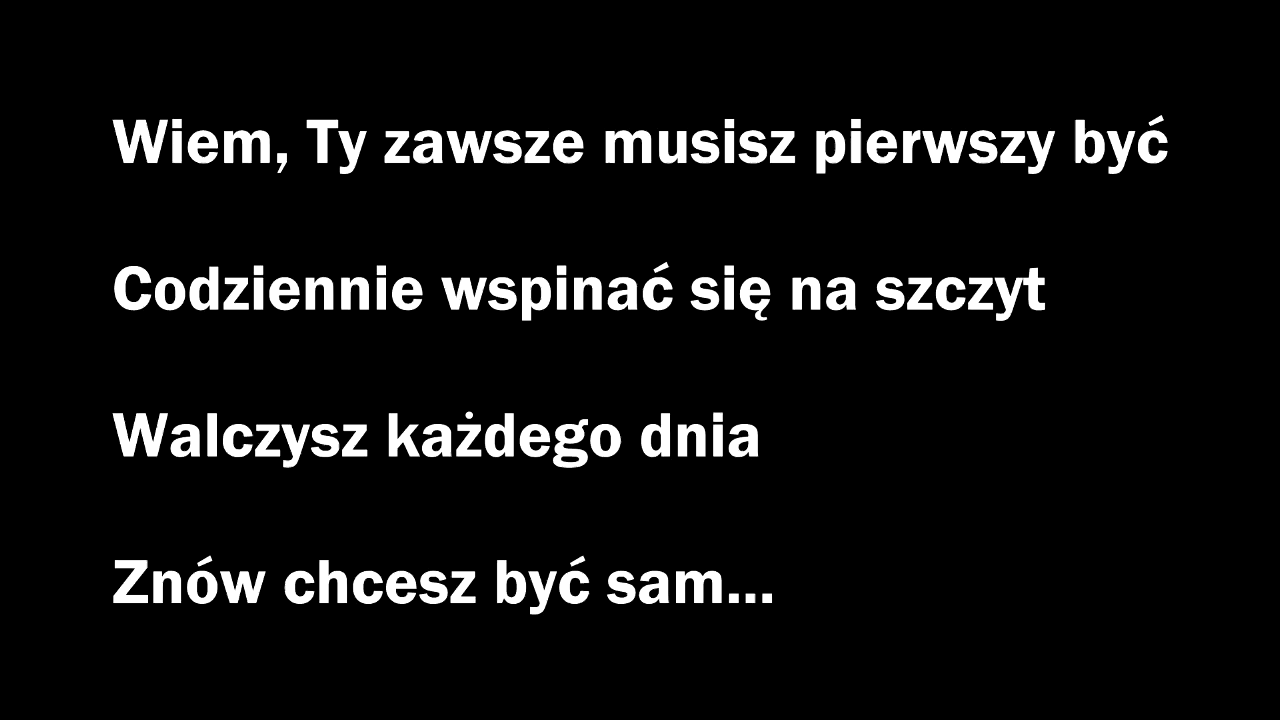 Wiem, Ty zawsze musisz pierwszy być
Codziennie wspinać się na szczyt
Walczysz każdego dnia
Znów chcesz być sam...